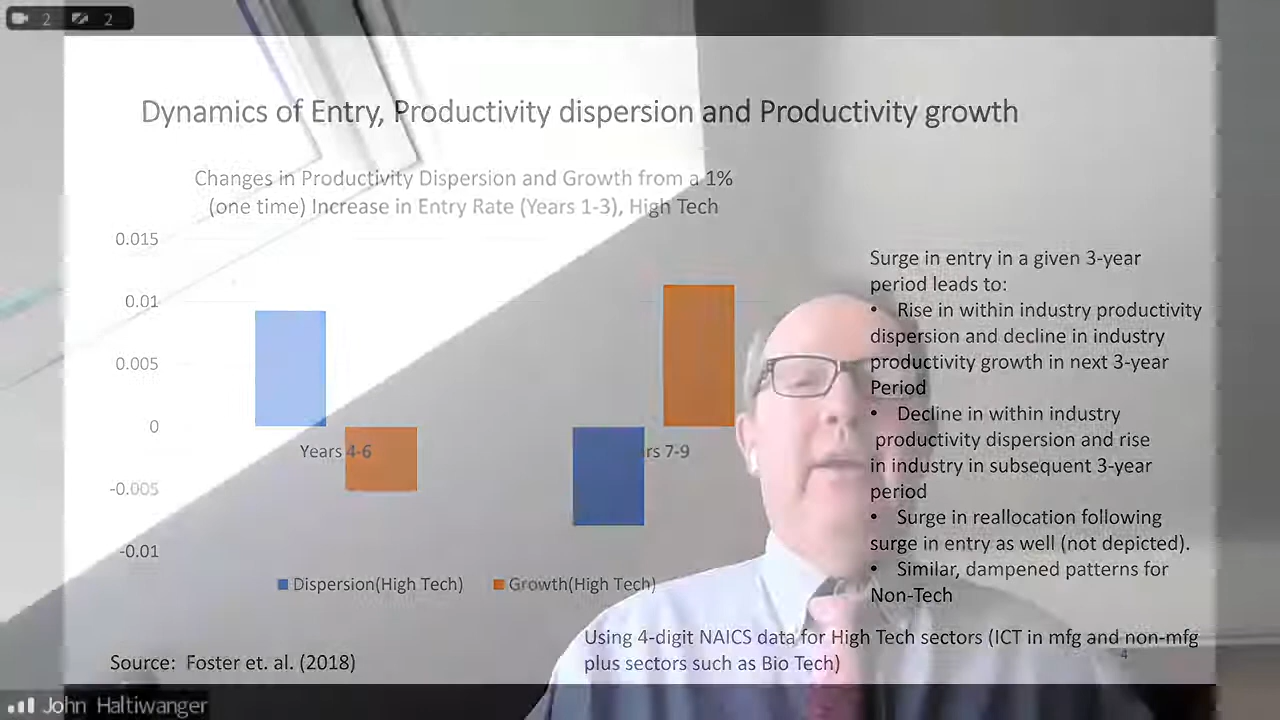 2 2
Dynamics of Entry, Productivity dispersion and Productivity growth
Changes in Productivity Dispersion and Growth from a 1%
(one time) Increase in Entry Rate (Years 1-3), High Tech
0.015
0.01
0.005
0
-0.005
-0.01
Years 4-6
rs 7-9
Dispersion(High Tech)
Growth(High Tech)
Surge in entry in a given 3-year
period leads to:
• Rise in within industry productivity
dispersion and decline in industry
productivity growth in next 3-year
Period
• Decline in within industry
productivity dispersion and rise
in industry in subsequent 3-year
period
• Surge in reallocation following
surge in entry as well (not depicted).
• Similar, dampened patterns for
Non-Tech
Using 4-digit NAICS data for High Tech sectors (ICT in mfg and non-mfg
plus sectors such as Bio Tech)
4
Source: Foster et. al. (2018)
John Haltiwanger